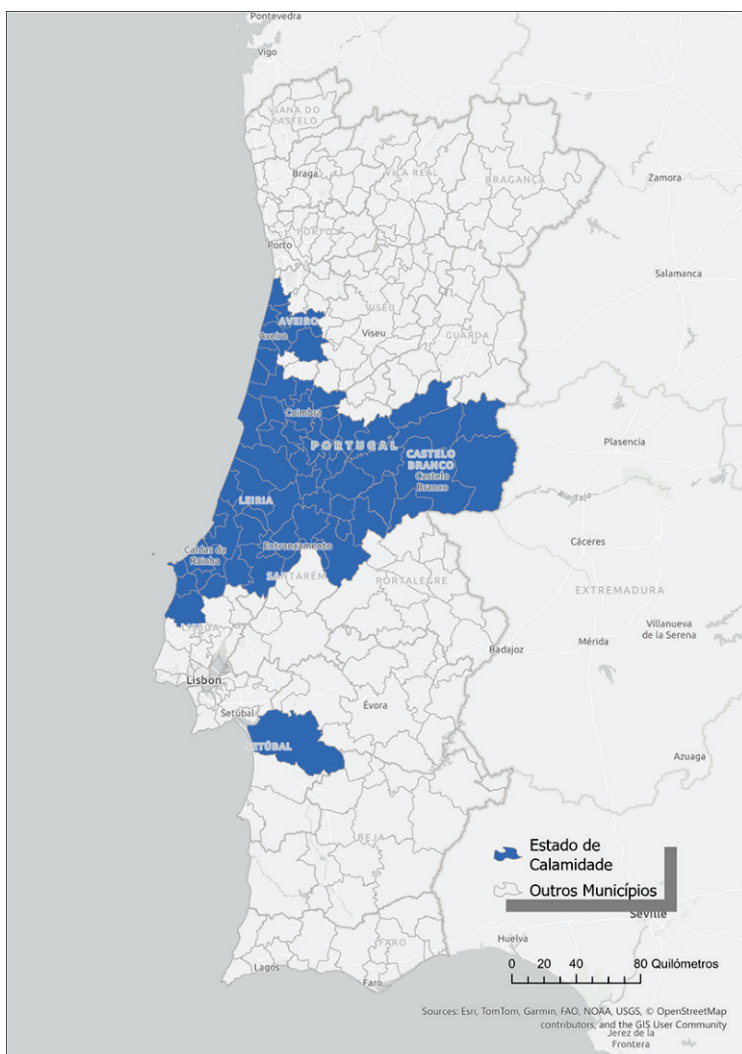 Pontevedra
Vigo
VIANA DO
CASTELO
Braga
VILA REAL
BRAGANÇA
Zamora
PORTO
Porto
Salamanca
AVEIRO
Aveiro
VISEU
Viseu
GUARDA
Coimbra
PORTUGAL
CASTELO
BRANCO
Castelo
Branco
Plasencia
LEIRIA
Río Tajo
Caldas da
Rainha
Entroncamento
Cáceres
SANTARÉM
PORTALEGRE
EXTREMADURA
LISBOA
Villanueva
de la Serena
Mérida
Badajoz
Lisbon
Setúbal
Évora
SETÚBAL
Azuaga
BEJA
Estado de
Calamidade
Outros Municípios
Seville
FARO
Huelva
Lagos
Faro
0 20 40 80 Quilómetros
Sources: Esri, TomTom, Garmin, FAO, NOAA, USGS, © OpenStreetMap
contributors, and the GIS User Community
Jerez de la
Frontera